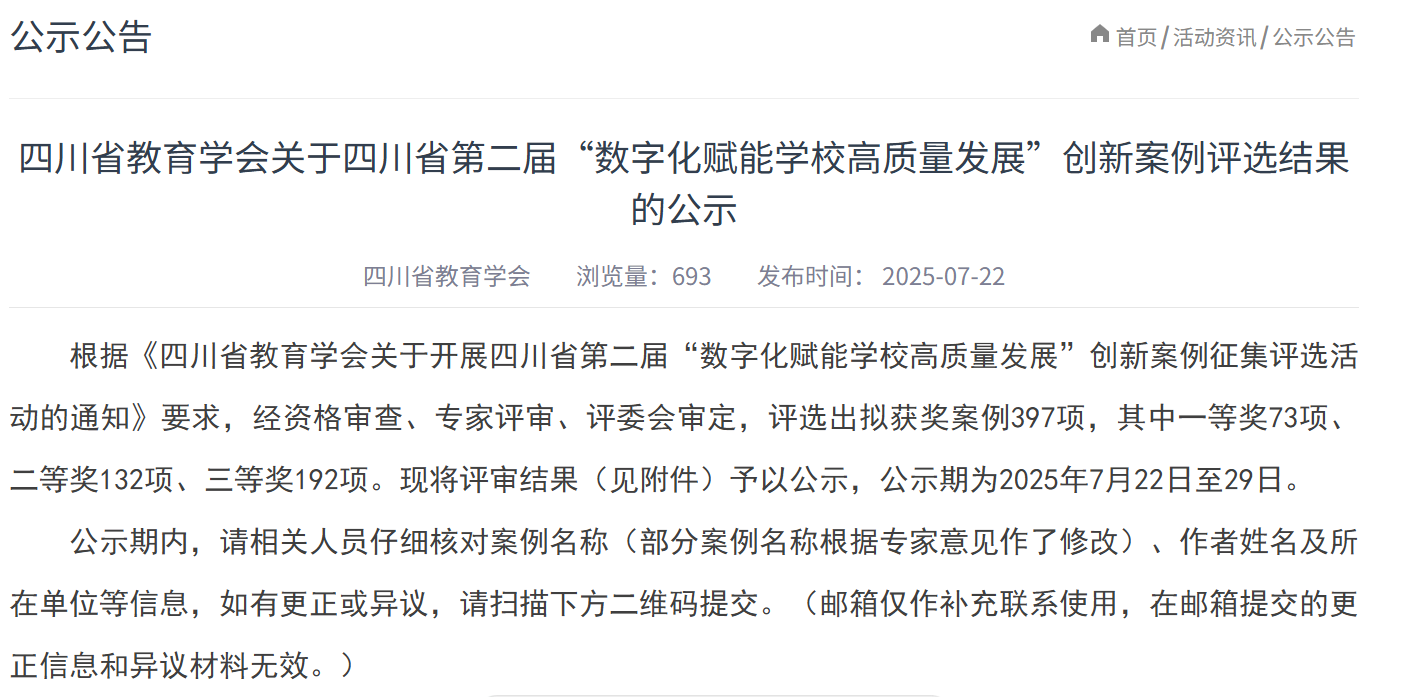 公示公告
首页/活动资讯/公示公告
四川省教育学会关于四川省第二届“数字化赋能学校高质量发展”创新案例评选结果
的公示
四川省教育学会 浏览量：693 发布时间： 2025-07-22
根据《四川省教育学会关于开展四川省第二届“数字化赋能学校高质量发展”创新案例征集评选活
动的通知》要求，经资格审查、专家评审、评委会审定，评选出拟获奖案例397项，其中一等奖73项、
二等奖132项、三等奖192项。现将评审结果（见附件）予以公示，公示期为2025年7月22日至29日。
公示期内，请相关人员仔细核对案例名称（部分案例名称根据专家意见作了修改）、作者姓名及所
在单位等信息，如有更正或异议，请扫描下方二维码提交。（邮箱仅作补充联系使用，在邮箱提交的更
正信息和异议材料无效。）